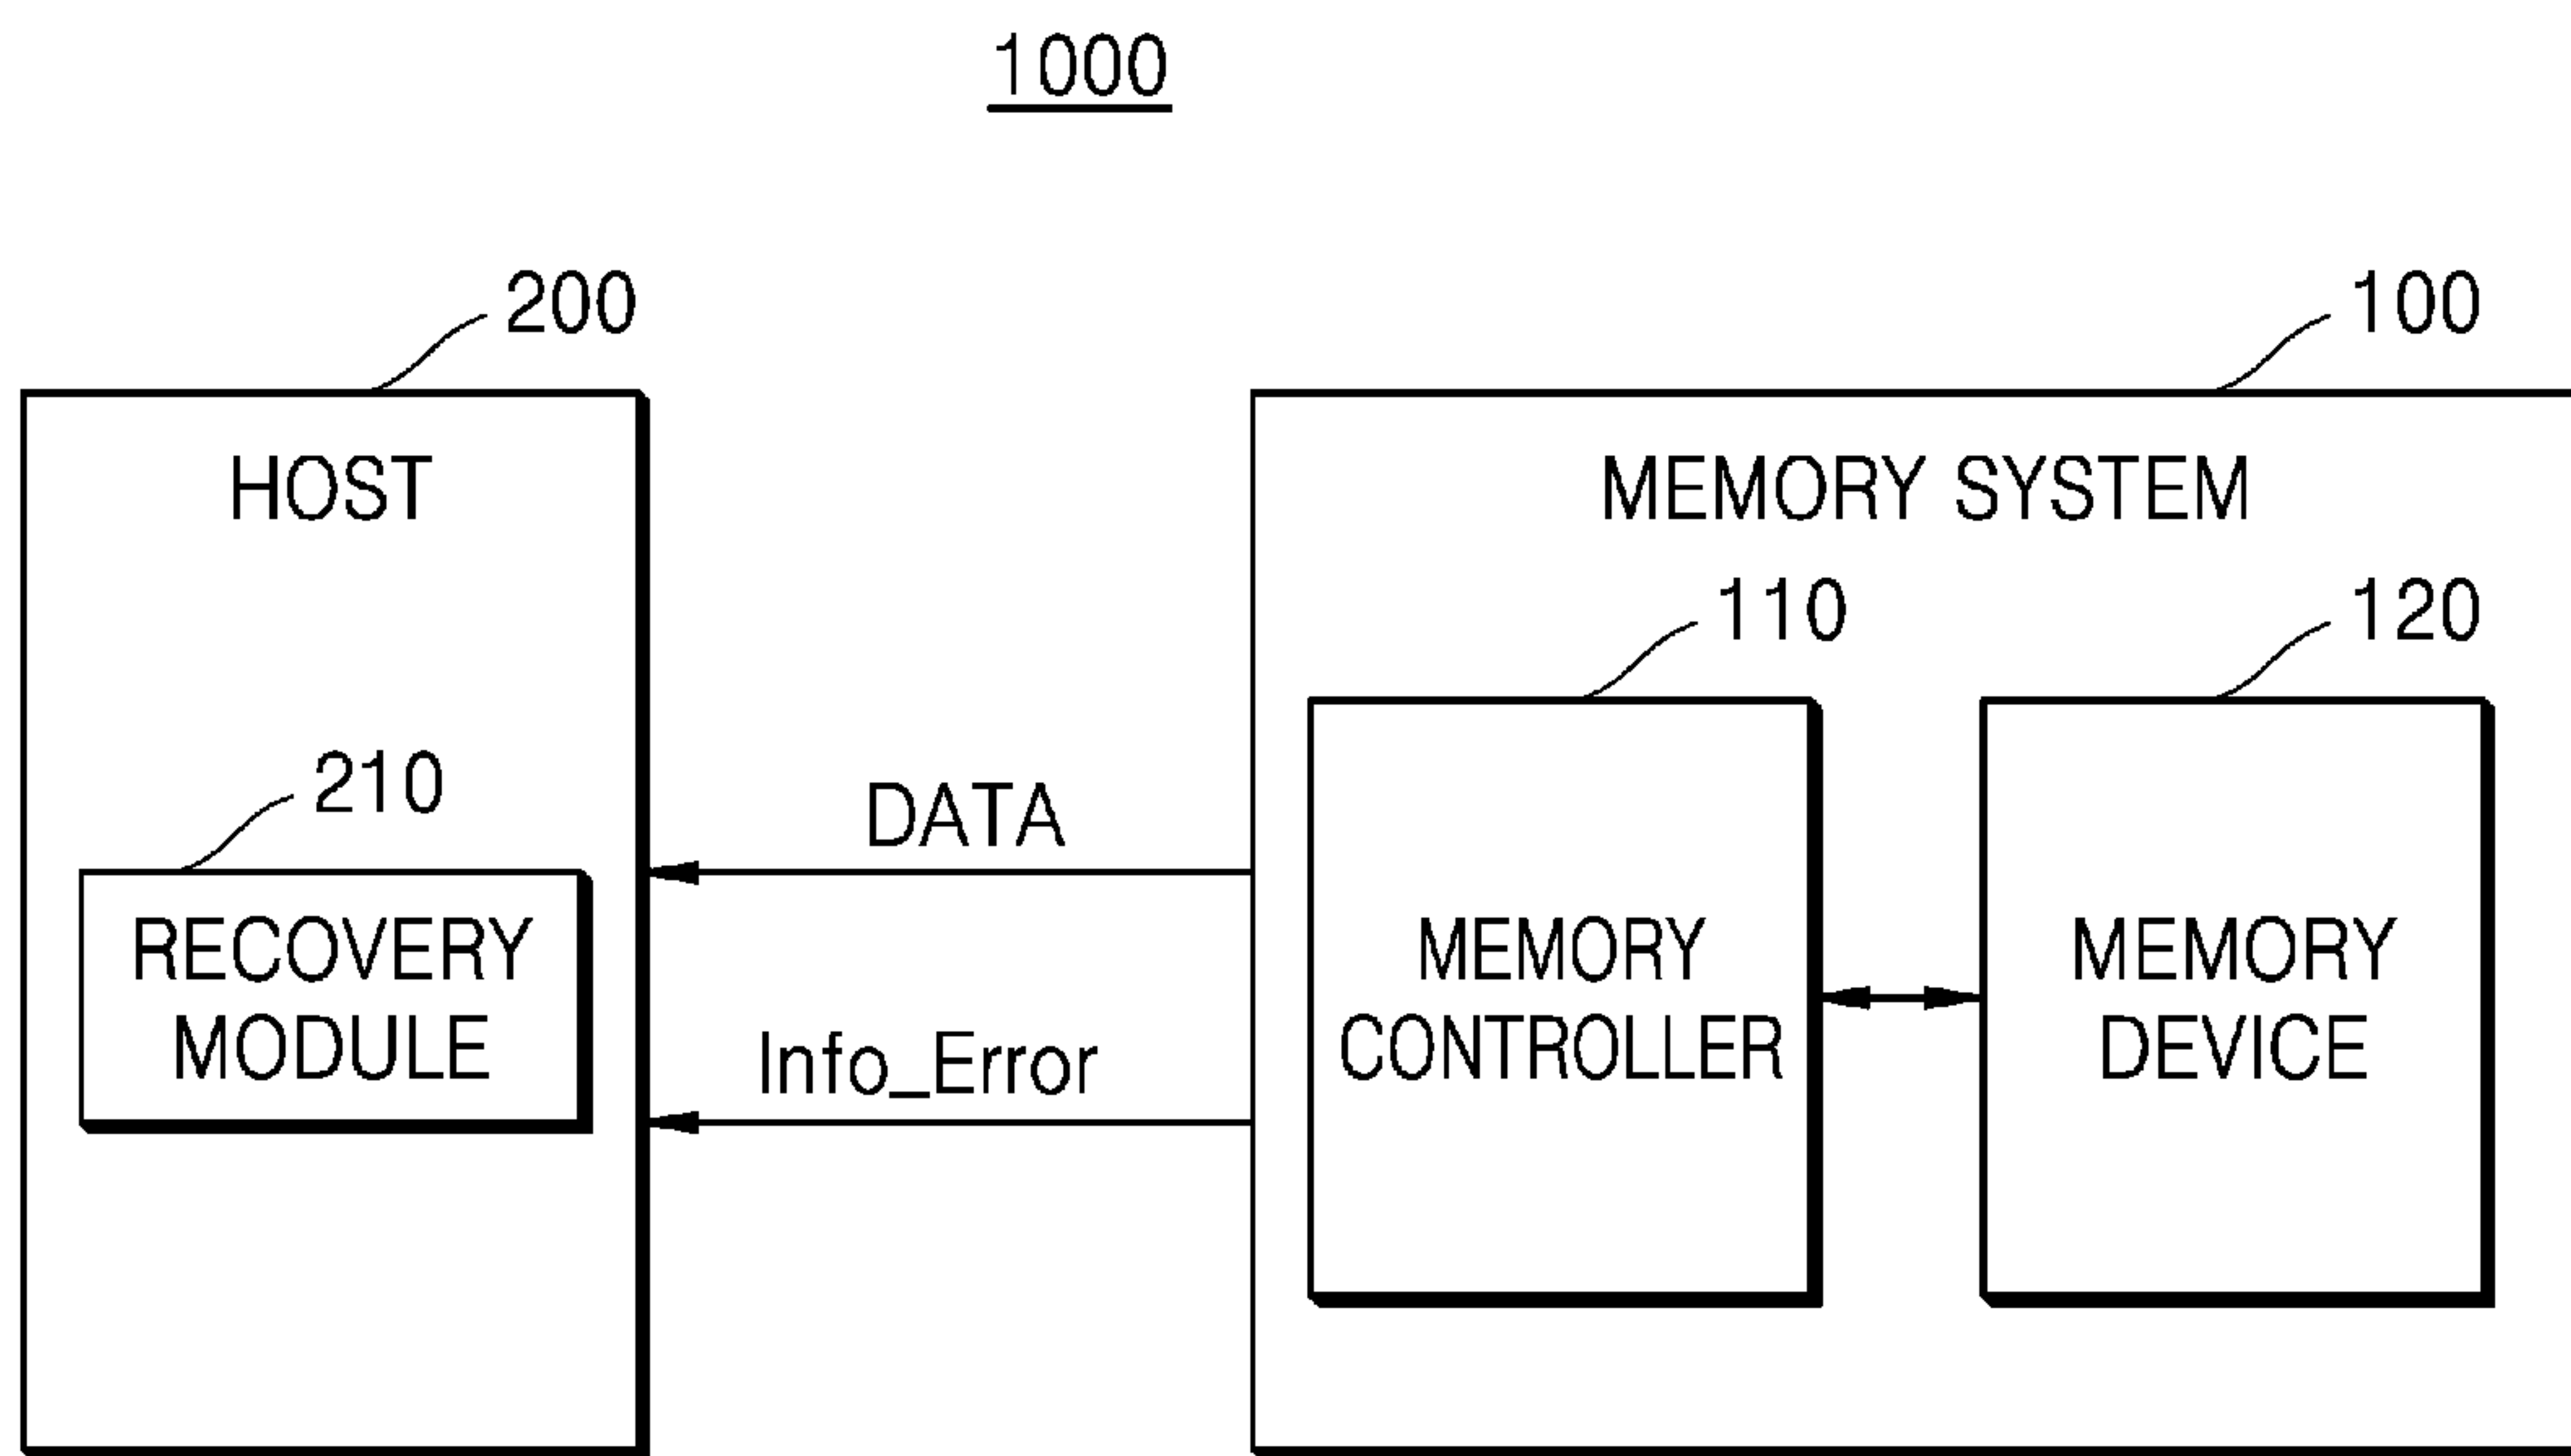 1000
200
100
HOST
MEMORY SYSTEM
110
120
210
DATA
RECOVERY
MODULE
Info_Error
MEMORY
CONTROLLER
MEMORY
DEVICE